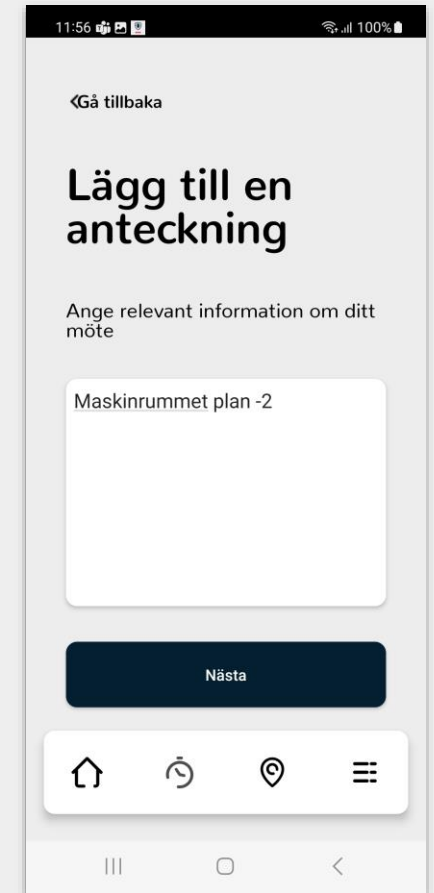 11:56 100%
Gå tillbaka
Lägg till en
anteckning
Ange relevant information om ditt
möte
Maskinrummet plan -2
Nästa